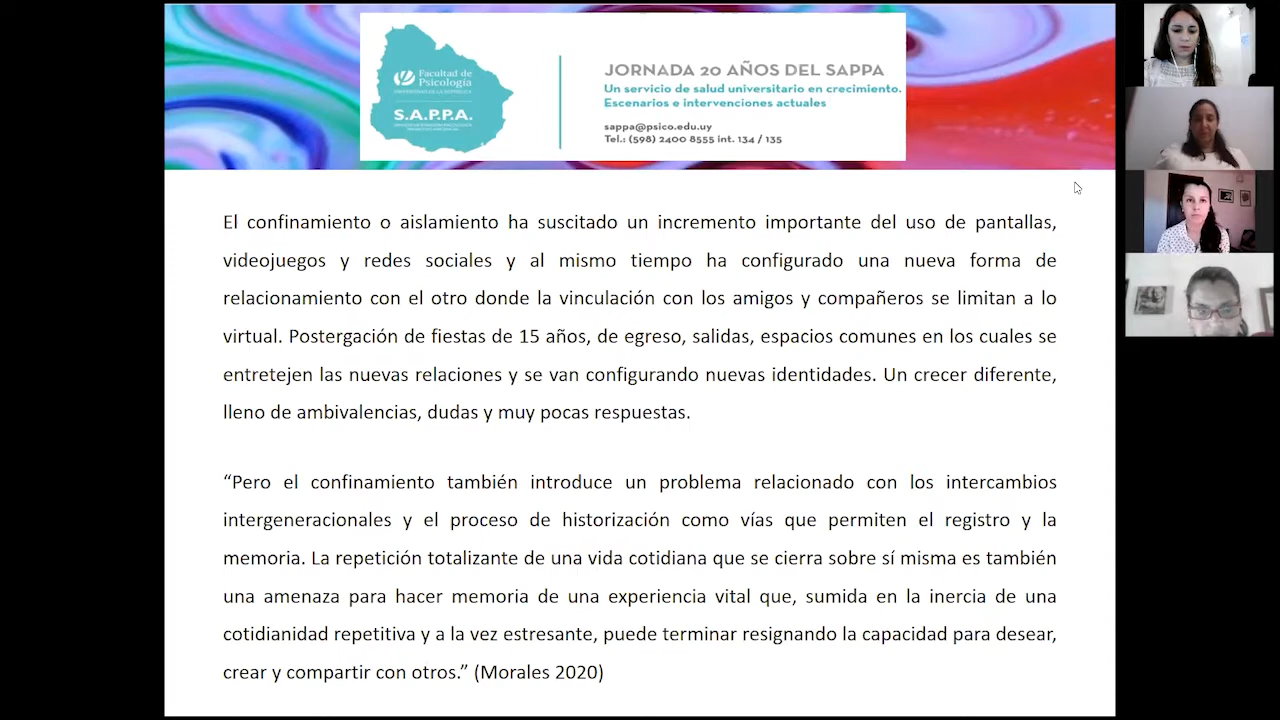 Facultad de
Psicología
UNIVERSIDAD DE LA REPÚBLICA
S.A.P.P.A.
JORNADA 20 AÑOS DEL SAPPA
Un servicio de salud universitario en crecimiento.
Escenarios e intervenciones actuales
sappa@psico.edu.uy
Tel.: (598) 2400 8555 int. 134 / 135
El confinamiento o aislamiento ha suscitado un incremento importante del uso de pantallas,
videojuegos y redes sociales y al mismo tiempo ha configurado una nueva forma de
relacionamiento con el otro donde la vinculación con los amigos y compañeros se limitan a lo
virtual. Postergación de fiestas de 15 años, de egreso, salidas, espacios comunes en los cuales se
entretejen las nuevas relaciones y se van configurando nuevas identidades. Un crecer diferente,
lleno de ambivalencias, dudas y muy pocas respuestas.
“Pero el confinamiento también introduce un problema relacionado con los intercambios
intergeneracionales y el proceso de historización como vías que permiten el registro y la
memoria. La repetición totalizante de una vida cotidiana que se cierra sobre sí misma es también
una amenaza para hacer memoria de una experiencia vital que, sumida en la inercia de una
cotidianidad repetitiva y a la vez estresante, puede terminar resignando la capacidad para desear,
crear y compartir con otros.” (Morales 2020)